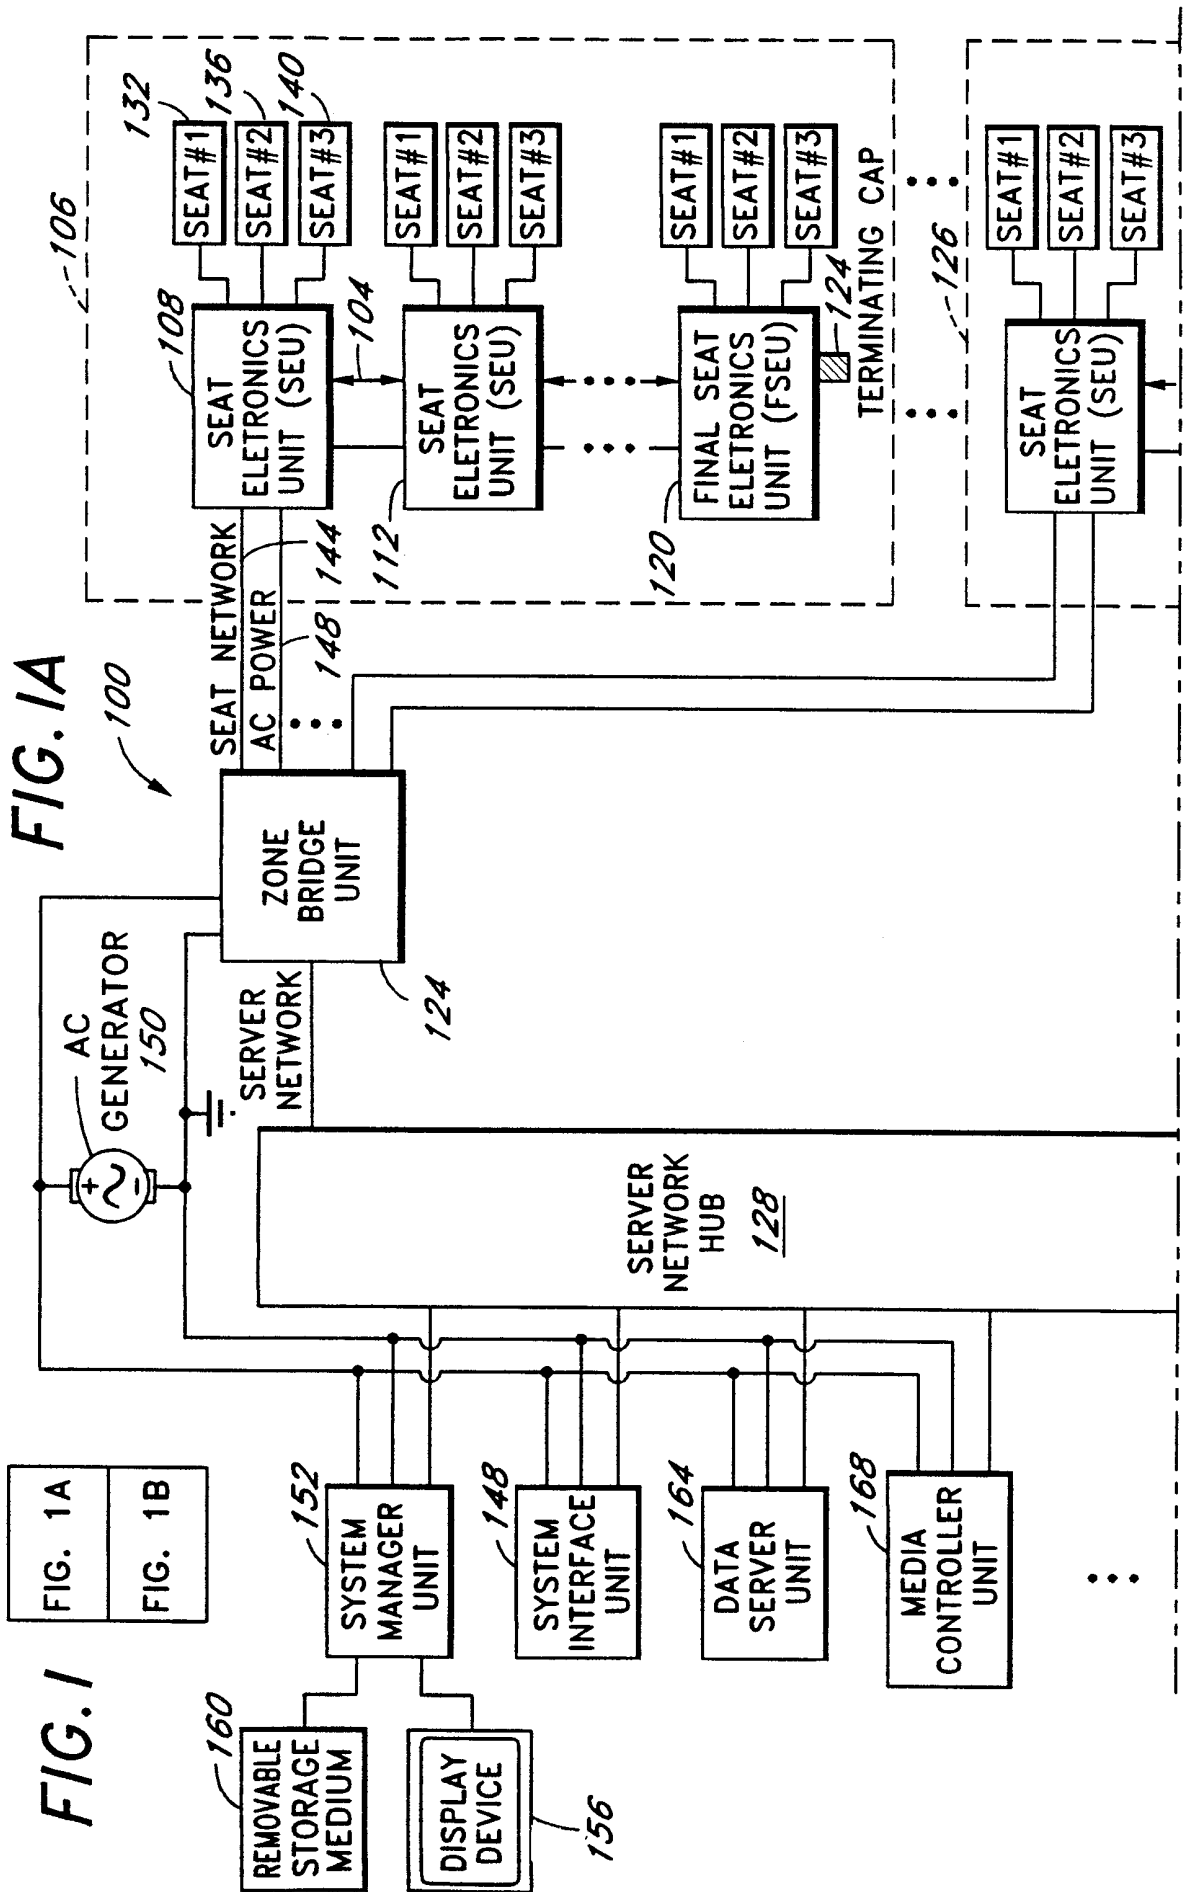 FIG. 1
FIG. 1A
FIG. 1B
FIG. 1A
100
AC
GENERATOR
150
+
-
SERVER
NETWORK
ZONE
BRIDGE
UNIT
124
SEAT NETWORK
144
AC POWER
148
106
108
SEAT
ELETRONICS
UNIT (SEU)
SEAT#1
132
SEAT#2
136
SEAT#3
140
104
112
SEAT
ELETRONICS
UNIT (SEU)
SEAT#1
SEAT#2
SEAT#3
120
FINAL SEAT
ELETRONICS
UNIT (FSEU)
SEAT#1
SEAT#2
SEAT#3
124
TERMINATING CAP
126
SEAT
ELETRONICS
UNIT (SEU)
SEAT#1
SEAT#2
SEAT#3
SERVER
NETWORK
HUB
128
REMOVABLE
STORAGE
MEDIUM
160
DISPLAY
DEVICE
156
152
SYSTEM
MANAGER
UNIT
148
SYSTEM
INTERFACE
UNIT
164
DATA
SERVER
UNIT
168
MEDIA
CONTROLLER
UNIT